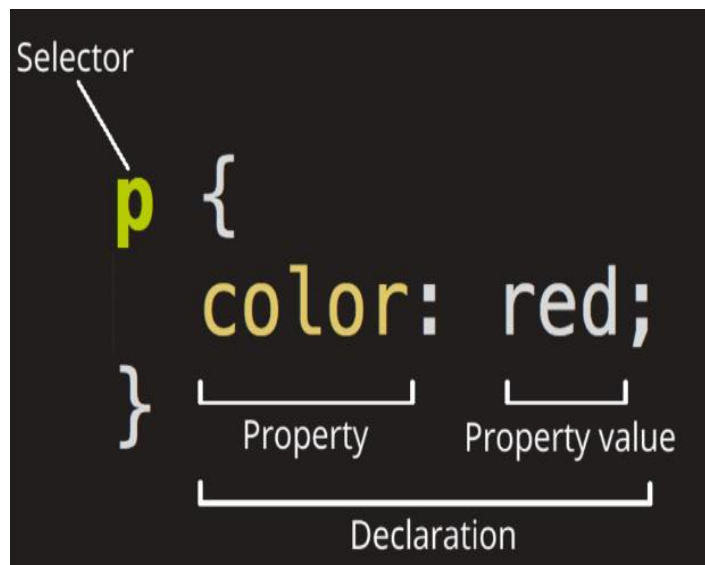 Selector
p {
color: red;
}
Property Property value
Declaration